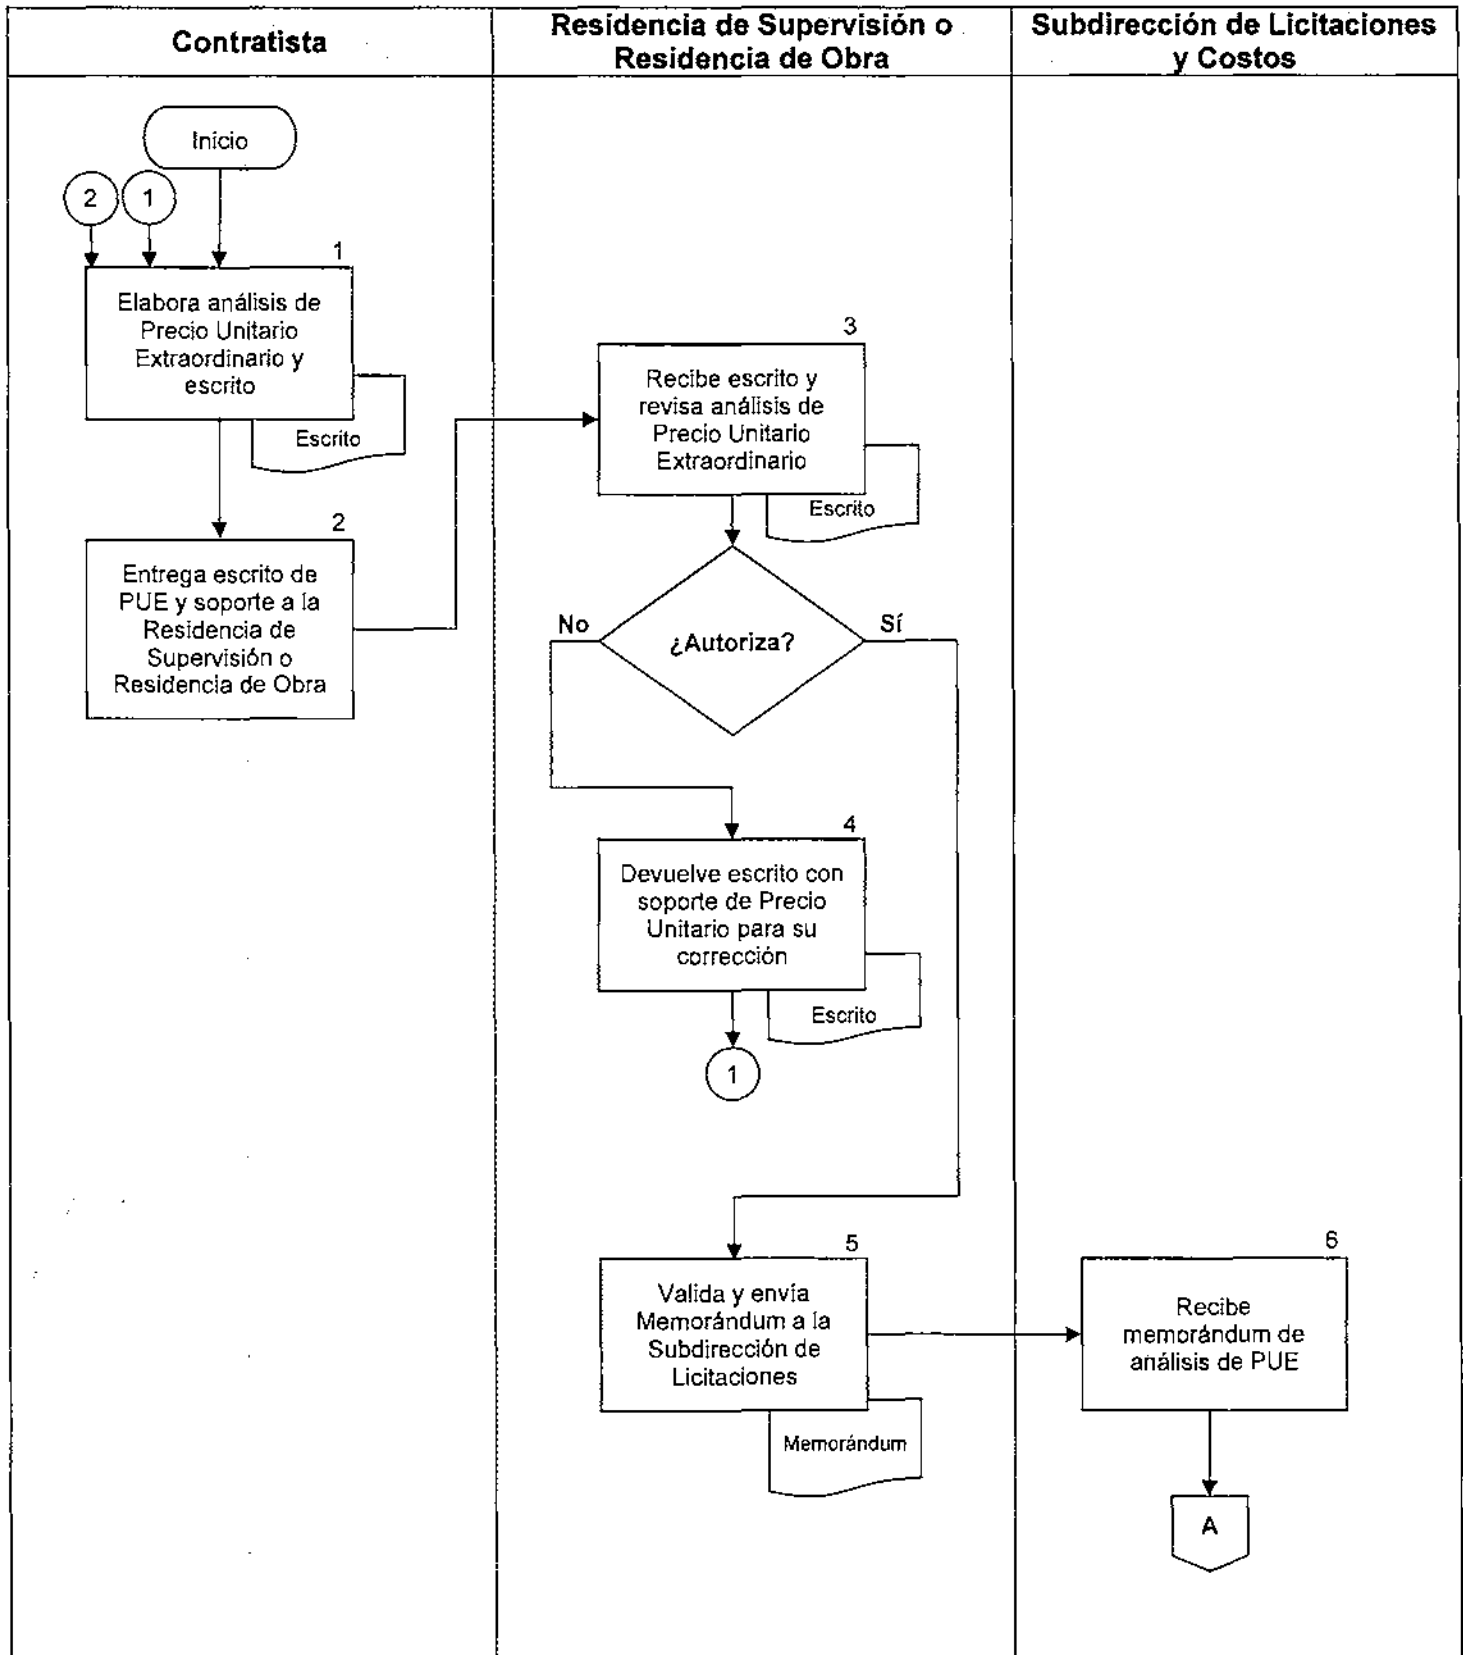 Contratista
Residencia de Supervisión o
Residencia de Obra
Subdirección de Licitaciones
y Costos
Inicio
2
1
1
Elabora análisis de
Precio Unitario
Extraordinario y
escrito
Escrito
2
Entrega escrito de
PUE y soporte a la
Residencia de
Supervisión o
Residencia de Obra
3
Recibe escrito y
revisa análisis de
Precio Unitario
Extraordinario
Escrito
No
¿Autoriza?
Sí
4
Devuelve escrito con
soporte de Precio
Unitario para su
corrección
Escrito
1
5
Valida y envía
Memorándum a la
Subdirección de
Licitaciones
Memorándum
6
Recibe
memorándum de
análisis de PUE
A